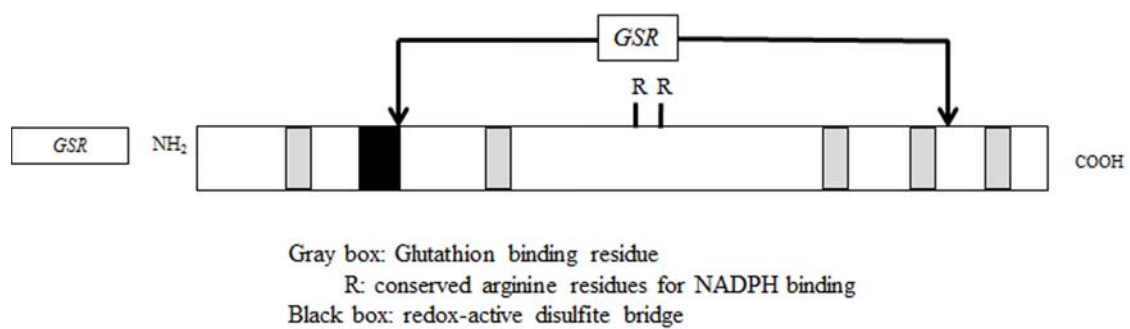 GSR
R R
GSR
NH2
COOH
Gray box: Glutathion binding residue
R: conserved arginine residues for NADPH binding
Black box: redox-active disulfite bridge